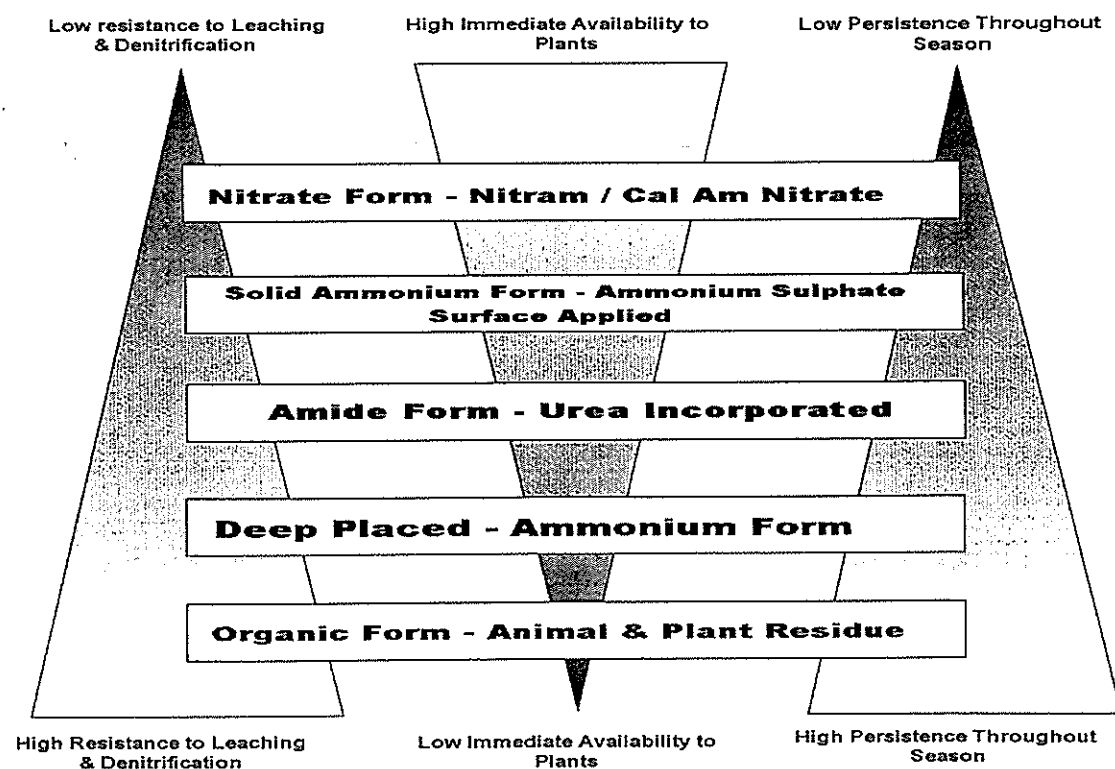 Low resistance to Leaching
& Denitrification
High Immediate Availability to
Plants
Low Persistence Throughout
Season
Nitrate Form - Nitram / Cal Am Nitrate
Solid Ammonium Form - Ammonium Sulphate
Surface Applied
Amide Form - Urea Incorporated
Deep Placed - Ammonium Form
Organic Form - Animal & Plant Residue
High Resistance to Leaching
& Denitrification
Low Immediate Availability to
Plants
High Persistence Throughout
Season